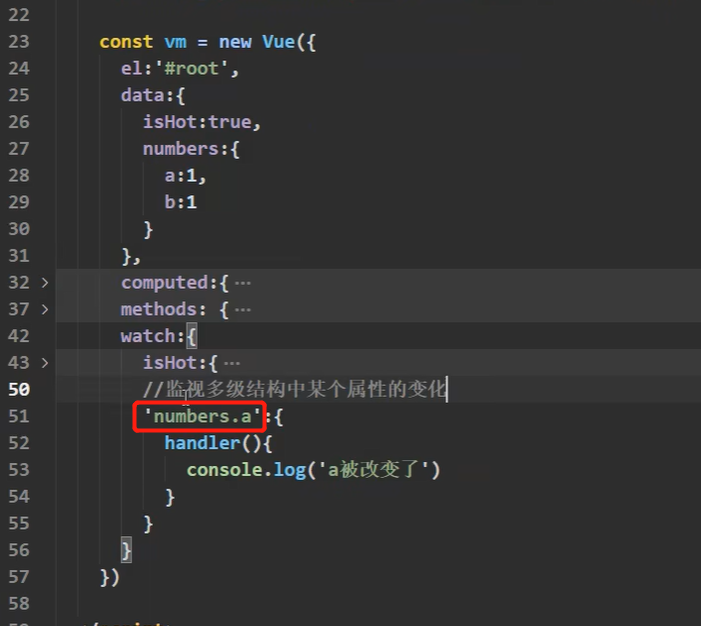 22
23 const vm = new Vue({
24 el:'#root',
25 data:{
26 isHot:true,
27 numbers:{
28 a:1,
29 b:1
30 }
31 },
32 computed:{ ···
37 methods: { ···
42 watch:{
43 isHot:{ ···
50 //监视多级结构中某个属性的变化
51 'numbers.a':{
52 handler(){
53 console.log('a被改变了')
54 }
55 }
56 }
57 })
58